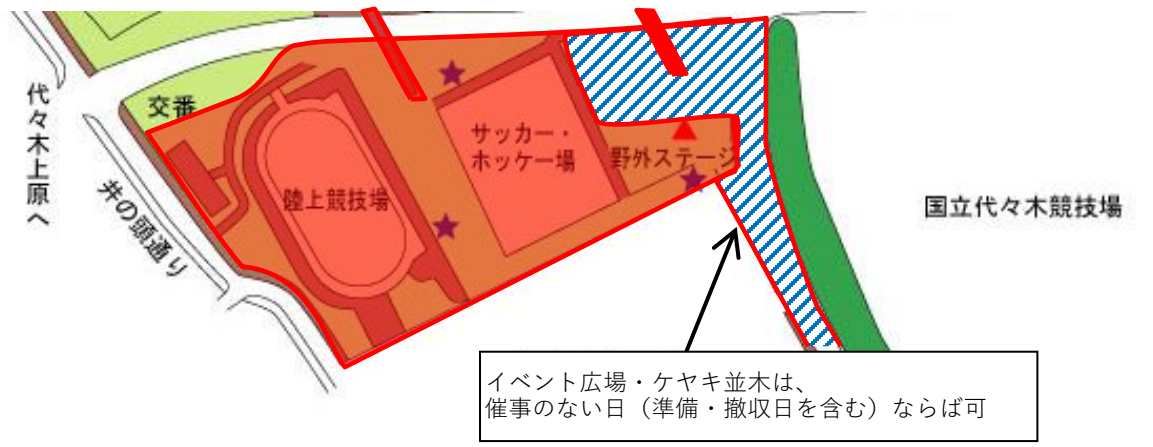 代々木上原へ
交番
井の頭通り
陸上競技場
サッカー・
ホッケー場
野外ステージ
国立代々木競技場
イベント広場・ケヤキ並木は、
催事のない日（準備・撤収日を含む）ならば可